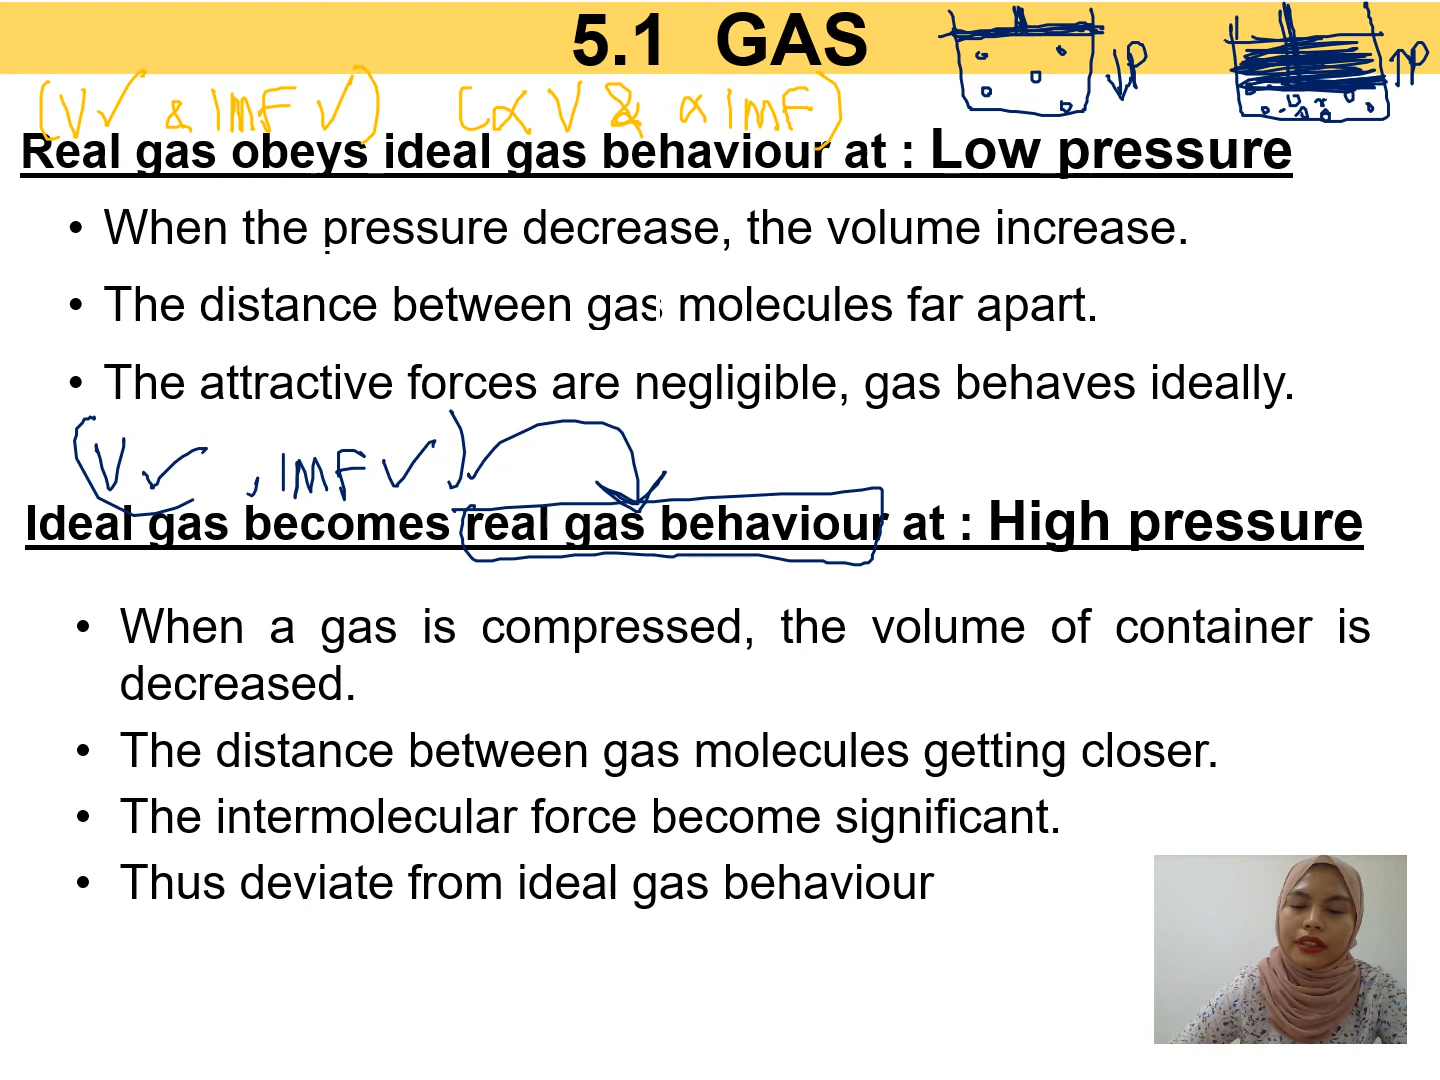 5.1 GAS
↓P
↑P
(V✓ & IMF ✓) (∝ V & ∝ IMF)
Real gas obeys ideal gas behaviour at : Low pressure
• When the pressure decrease, the volume increase.
• The distance between gas molecules far apart.
• The attractive forces are negligible, gas behaves ideally.
(V ✓ , IMF ✓)
Ideal gas becomes real gas behaviour at : High pressure
• When a gas is compressed, the volume of container is
decreased.
• The distance between gas molecules getting closer.
• The intermolecular force become significant.
• Thus deviate from ideal gas behaviour